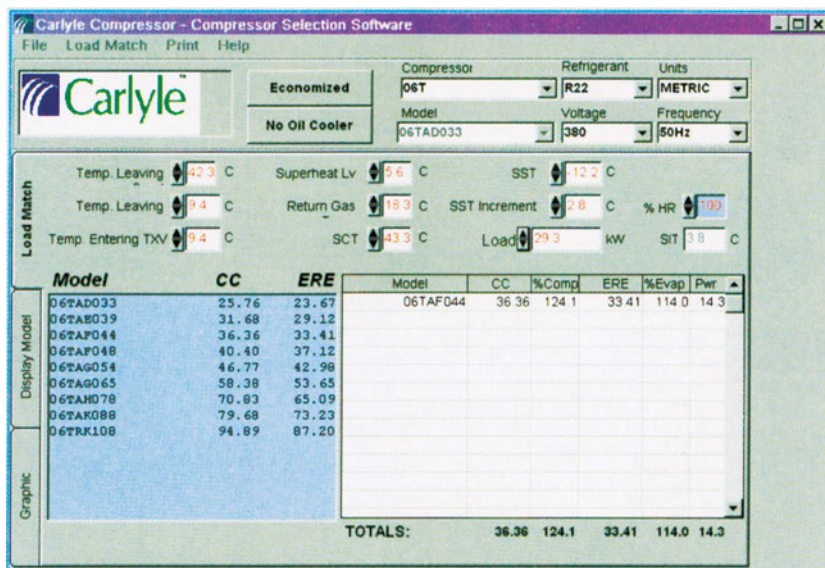 Carlyle Compressor - Compressor Selection Software
File Load Match Print Help
Carlyle™
Economized
No Oil Cooler
Compressor Refrigerant Units
06T R22 METRIC
Model Voltage Frequency
06TAD033 380 50Hz
Load Match
Display Model
Graphic
Temp. Leaving 42.3 C Superheat Lv 5.6 C SST -12.2 C
Temp. Leaving 9.4 C Return Gas 18.3 C SST Increment 2.8 C % HR 100
Temp. Entering TXV 9.4 C SCT 43.3 C Load 29.3 kW SIT 3.8 C
Model CC ERE
06TAD033 25.76 23.67
06TAE039 31.68 29.12
06TAF044 36.36 33.41
06TAF048 40.40 37.12
06TAG054 46.77 42.98
06TAG065 58.38 53.65
06TAH078 70.83 65.09
06TAK088 79.68 73.23
06TRK108 94.89 87.20
Model CC %Comp ERE %Evap Pwr
06TAF044 36.36 124.1 33.41 114.0 14.3
TOTALS: 36.36 124.1 33.41 114.0 14.3